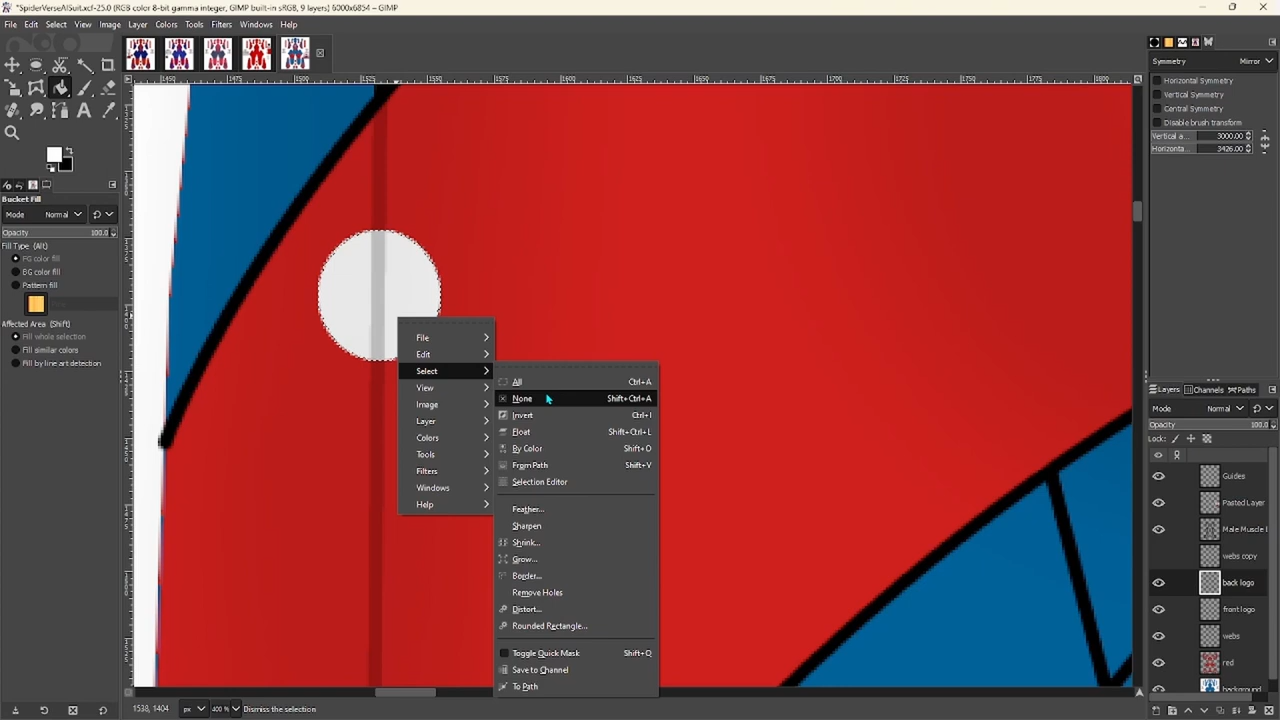 *SpiderVerseAISuit.xcf-25.0 (RGB color 8-bit gamma integer, GIMP built-in sRGB, 9 layers) 6000x6854 – GIMP
File Edit Select View Image Layer Colors Tools Filters Windows Help
Symmetry
Mirror
Horizontal Symmetry
Vertical Symmetry
Central Symmetry
Disable brush transform
Vertical a... 3000.00
Horizonta... 3426.00
Bucket Fill
Mode Normal
Opacity 100.0
Fill Type (Alt)
FG color fill
BG color fill
Pattern fill
Affected Area (Shift)
Fill whole selection
Fill similar colors
Fill by line art detection
File
Edit
Select
View
Image
Layer
Colors
Tools
Filters
Windows
Help
All Ctrl+A
None Shift+Ctrl+A
Invert Ctrl+I
Float Shift+Ctrl+L
By Color Shift+O
From Path Shift+V
Selection Editor
Feather...
Sharpen
Shrink...
Grow...
Border...
Remove Holes
Distort...
Rounded Rectangle...
Toggle Quick Mask Shift+Q
Save to Channel
To Path
Layers Channels Paths
Mode Normal
Opacity 100.0
Lock:
Guides
Pasted Layer
Male Muscle
webs copy
back logo
front logo
webs
red
background
1538, 1404 px 400 % Dismiss the selection